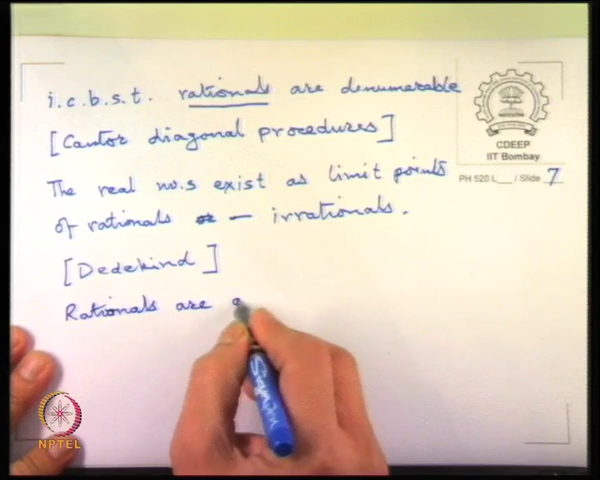 i.c.b.s.t. rationals are denumerable
[Cantor diagonal procedures]
The real no.s exist as limit points
of rationals — irrationals.
[Dedekind]
Rationals are
CDEEP
IIT Bombay
PH 520 L___ / Slide 7
NPTEL